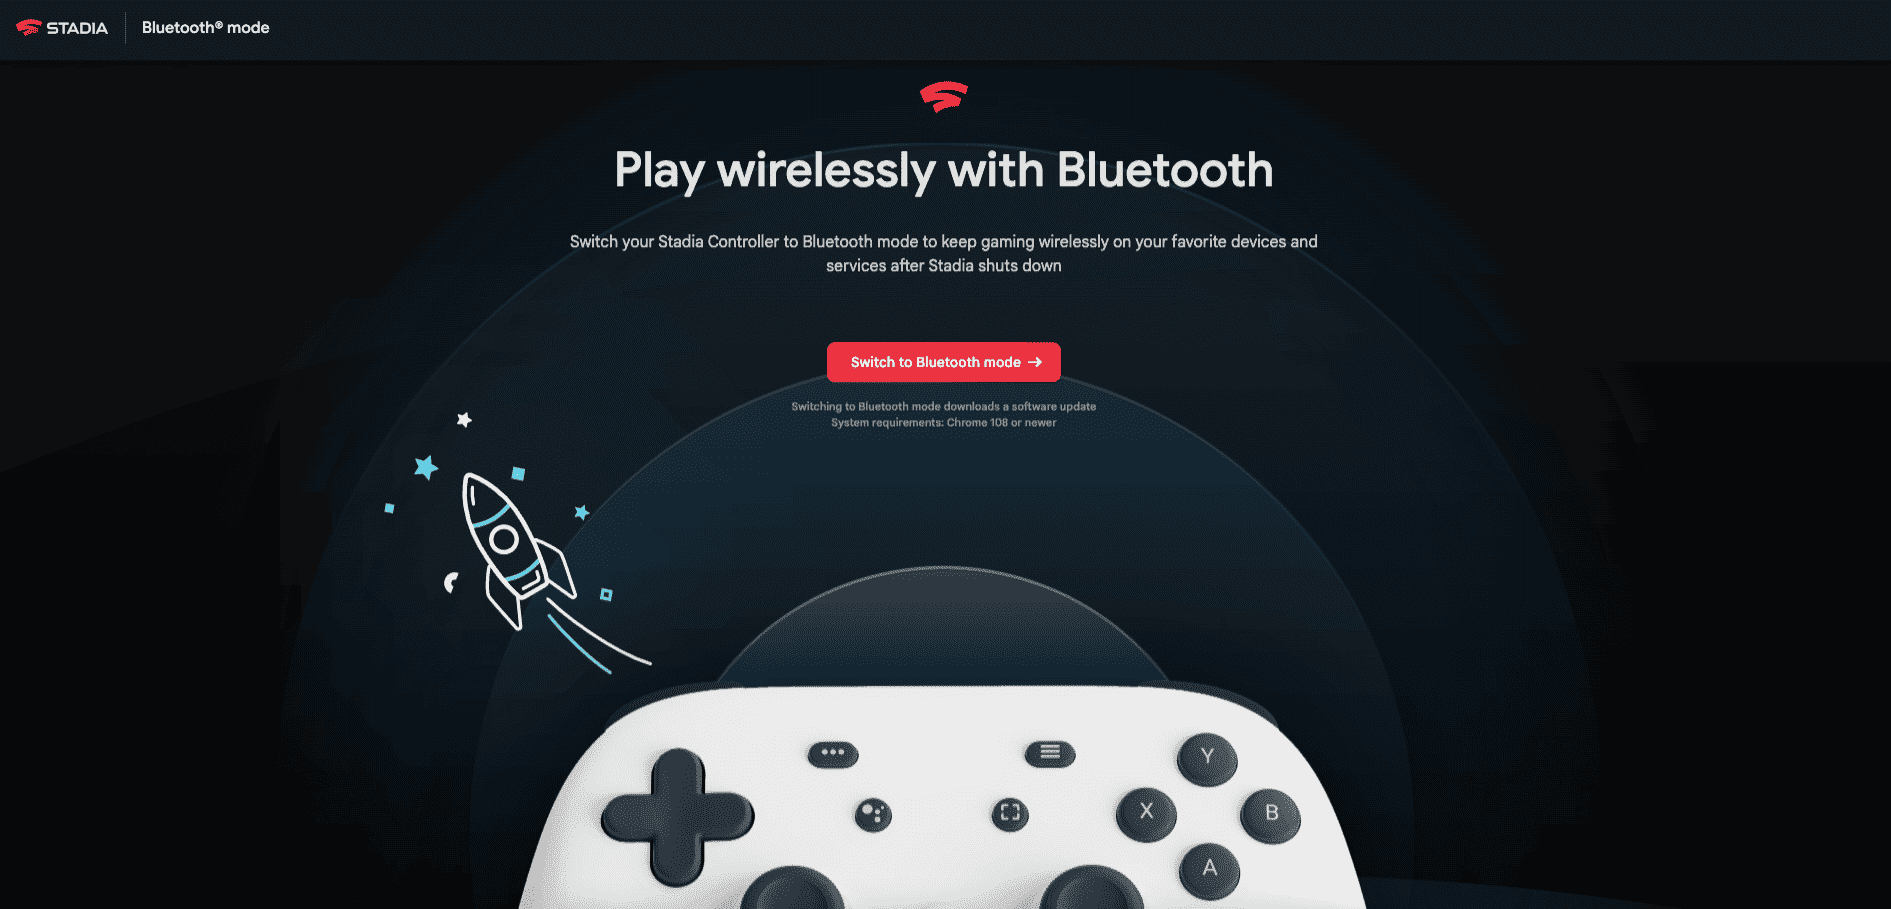 STADIA
Bluetooth® mode
Play wirelessly with Bluetooth
Switch your Stadia Controller to Bluetooth mode to keep gaming wirelessly on your favorite devices and
services after Stadia shuts down
Switch to Bluetooth mode →
Switching to Bluetooth mode downloads a software update
System requirements: Chrome 108 or newer
Y
X
B
A